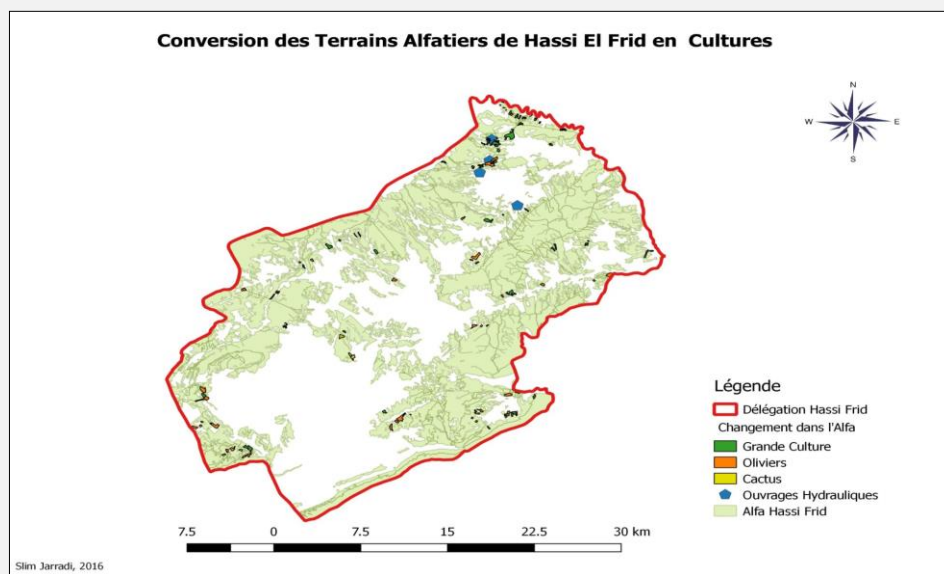 Conversion des Terrains Alfatiers de Hassi El Frid en Cultures
N
W
E
S
Légende
Délégation Hassi Frid
Changement dans l'Alfa
Grande Culture
Oliviers
Cactus
Ouvrages Hydrauliques
Alfa Hassi Frid
7.5 0 7.5 15 22.5 30 km
Slim Jarradi, 2016